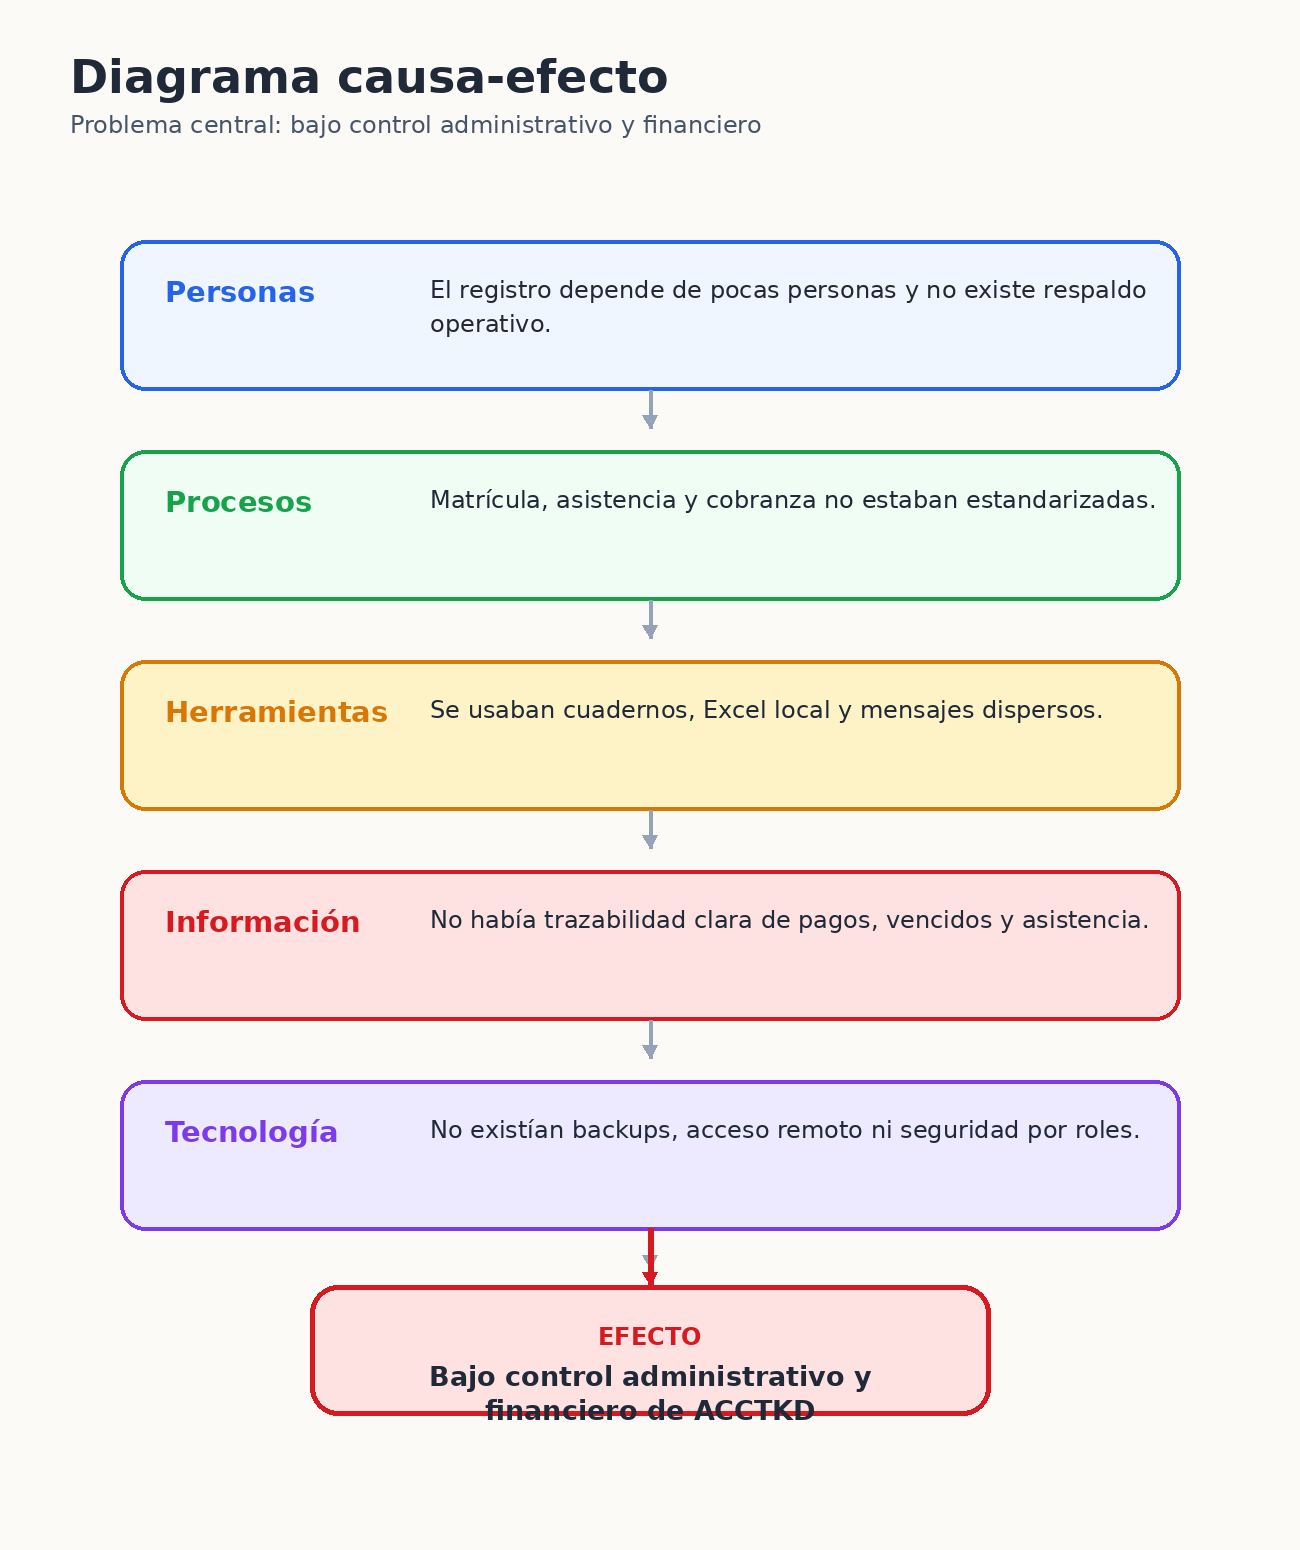 Diagrama causa-efecto
Problema central: bajo control administrativo y financiero
Personas
El registro depende de pocas personas y no existe respaldo
operativo.
Procesos
Matrícula, asistencia y cobranza no estaban estandarizadas.
Herramientas
Se usaban cuadernos, Excel local y mensajes dispersos.
Información
No había trazabilidad clara de pagos, vencidos y asistencia.
Tecnología
No existían backups, acceso remoto ni seguridad por roles.
EFECTO
Bajo control administrativo y
financiero de ACCTKD